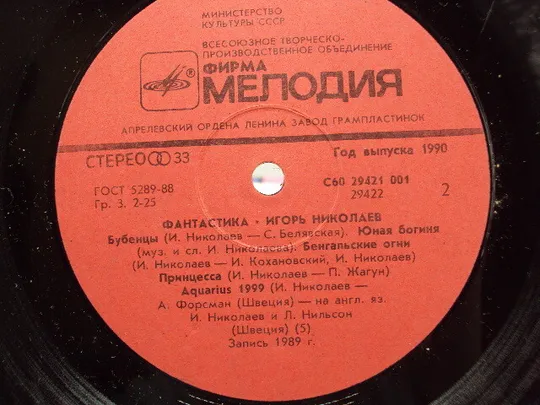 МИНИСТЕРСТВО
КУЛЬТУРЫ СССР
ВСЕСОЮЗНОЕ ТВОРЧЕСКО-
ПРОИЗВОДСТВЕННОЕ ОБЪЕДИНЕНИЕ
ФИРМА
МЕЛОДИЯ
АПРЕЛЕВСКИЙ ОРДЕНА ЛЕНИНА ЗАВОД ГРАМПЛАСТИНОК
СТЕРЕО 33
Год выпуска 1990
ГОСТ 5289-88
Гр. 3. 2-25
С60 29421 001
29422
2
ФАНТАСТИКА · ИГОРЬ НИКОЛАЕВ
Бубенцы (И. Николаев — С. Белявская). Юная богиня
(муз. и сл. И. Николаева). Бенгальские огни
(И. Николаев — И. Кохановский, И. Николаев)
Принцесса (И. Николаев — П. Жагун)
Aquarius 1999 (И. Николаев —
А. Форсман (Швеция) — на англ. яз.
И. Николаев и Л. Нильсон
(Швеция) (5)
Запись 1989 г.